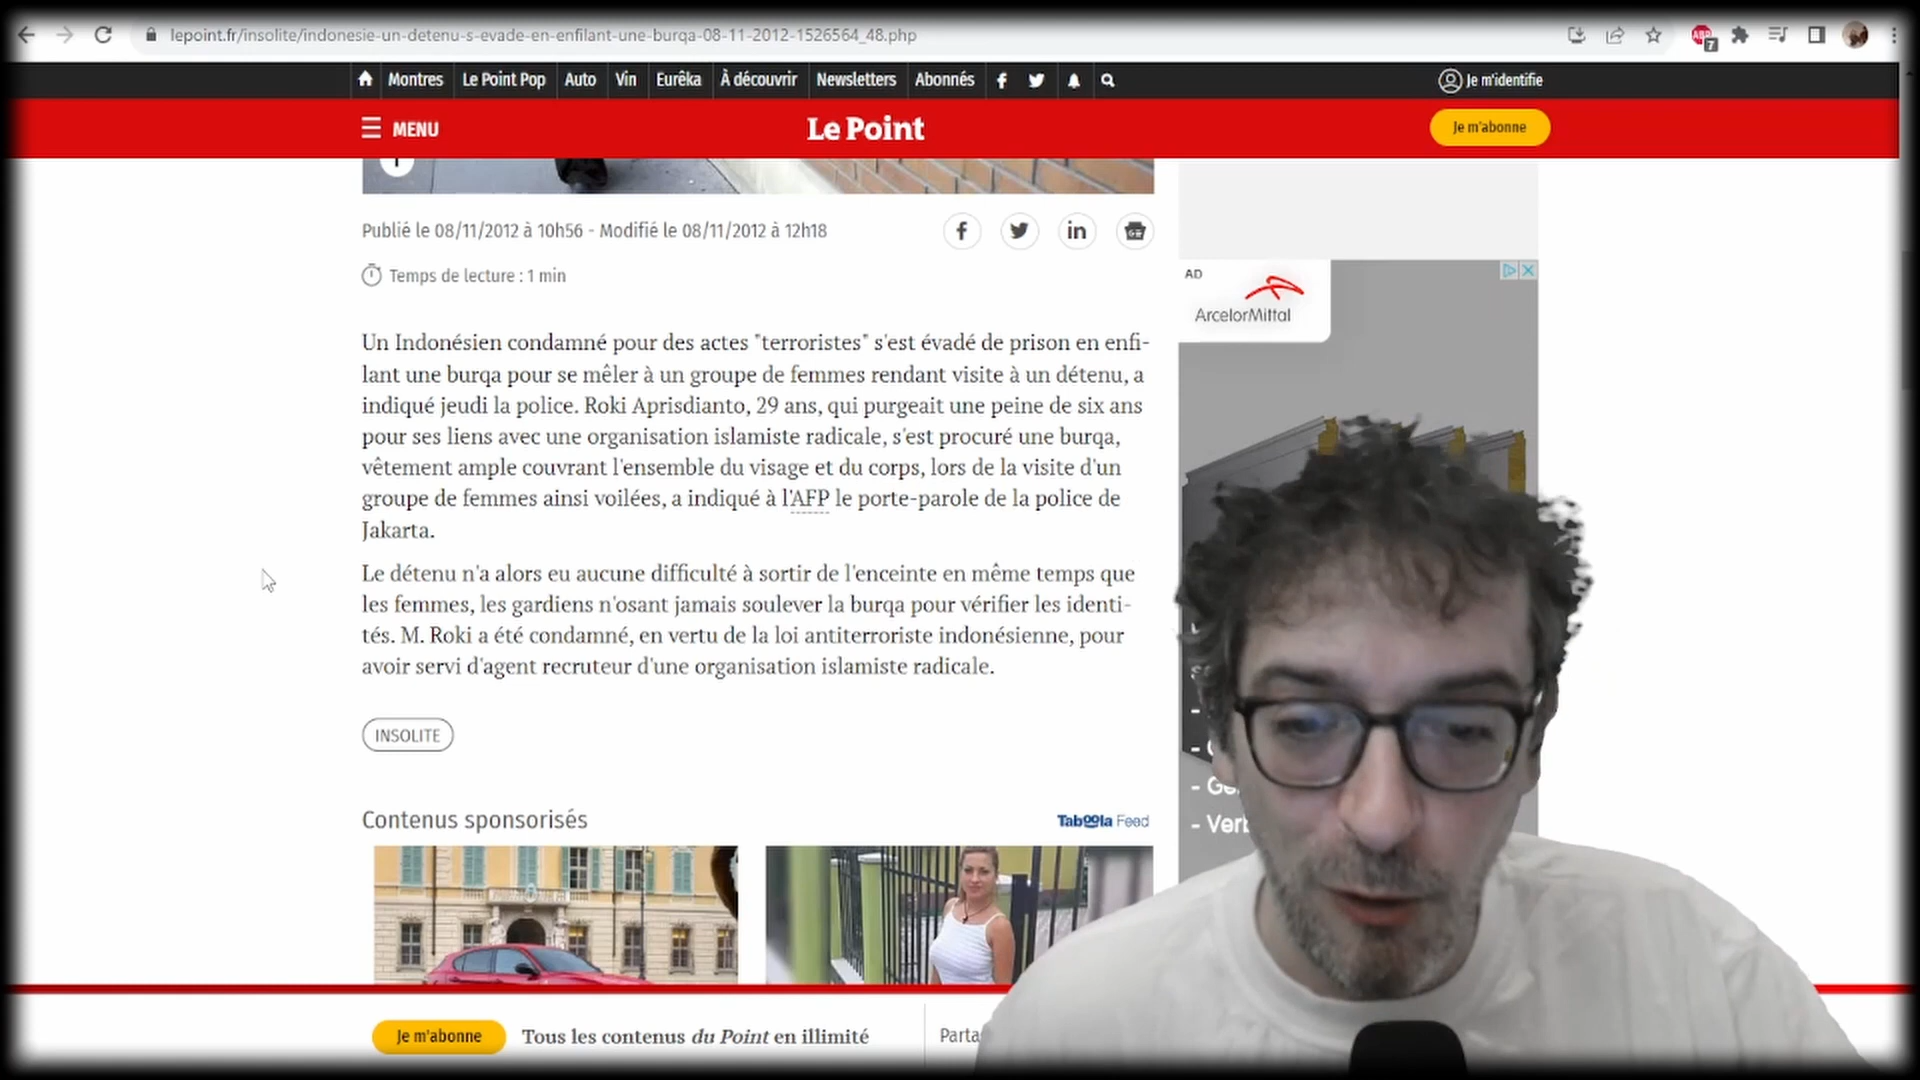 lepoint.fr/insolite/indonesie-un-detenu-s-evade-en-enfilant-une-burqa-08-11-2012-1526564_48.php
ABP
7
Montres
Le Point Pop
Auto
Vin
Eurêka
À découvrir
Newsletters
Abonnés
Je m'identifie
MENU
Le Point
Je m'abonne
Publié le 08/11/2012 à 10h56 - Modifié le 08/11/2012 à 12h18
Temps de lecture : 1 min
AD
ArcelorMittal
Un Indonésien condamné pour des actes "terroristes" s'est évadé de prison en enfi-
lant une burqa pour se mêler à un groupe de femmes rendant visite à un détenu, a
indiqué jeudi la police. Roki Aprisdianto, 29 ans, qui purgeait une peine de six ans
pour ses liens avec une organisation islamiste radicale, s'est procuré une burqa,
vêtement ample couvrant l'ensemble du visage et du corps, lors de la visite d'un
groupe de femmes ainsi voilées, a indiqué à l'AFP le porte-parole de la police de
Jakarta.
Le détenu n'a alors eu aucune difficulté à sortir de l'enceinte en même temps que
les femmes, les gardiens n'osant jamais soulever la burqa pour vérifier les identi-
tés. M. Roki a été condamné, en vertu de la loi antiterroriste indonésienne, pour
avoir servi d'agent recruteur d'une organisation islamiste radicale.
INSOLITE
Contenus sponsorisés
Taboola Feed
Je m'abonne
Tous les contenus du Point en illimité